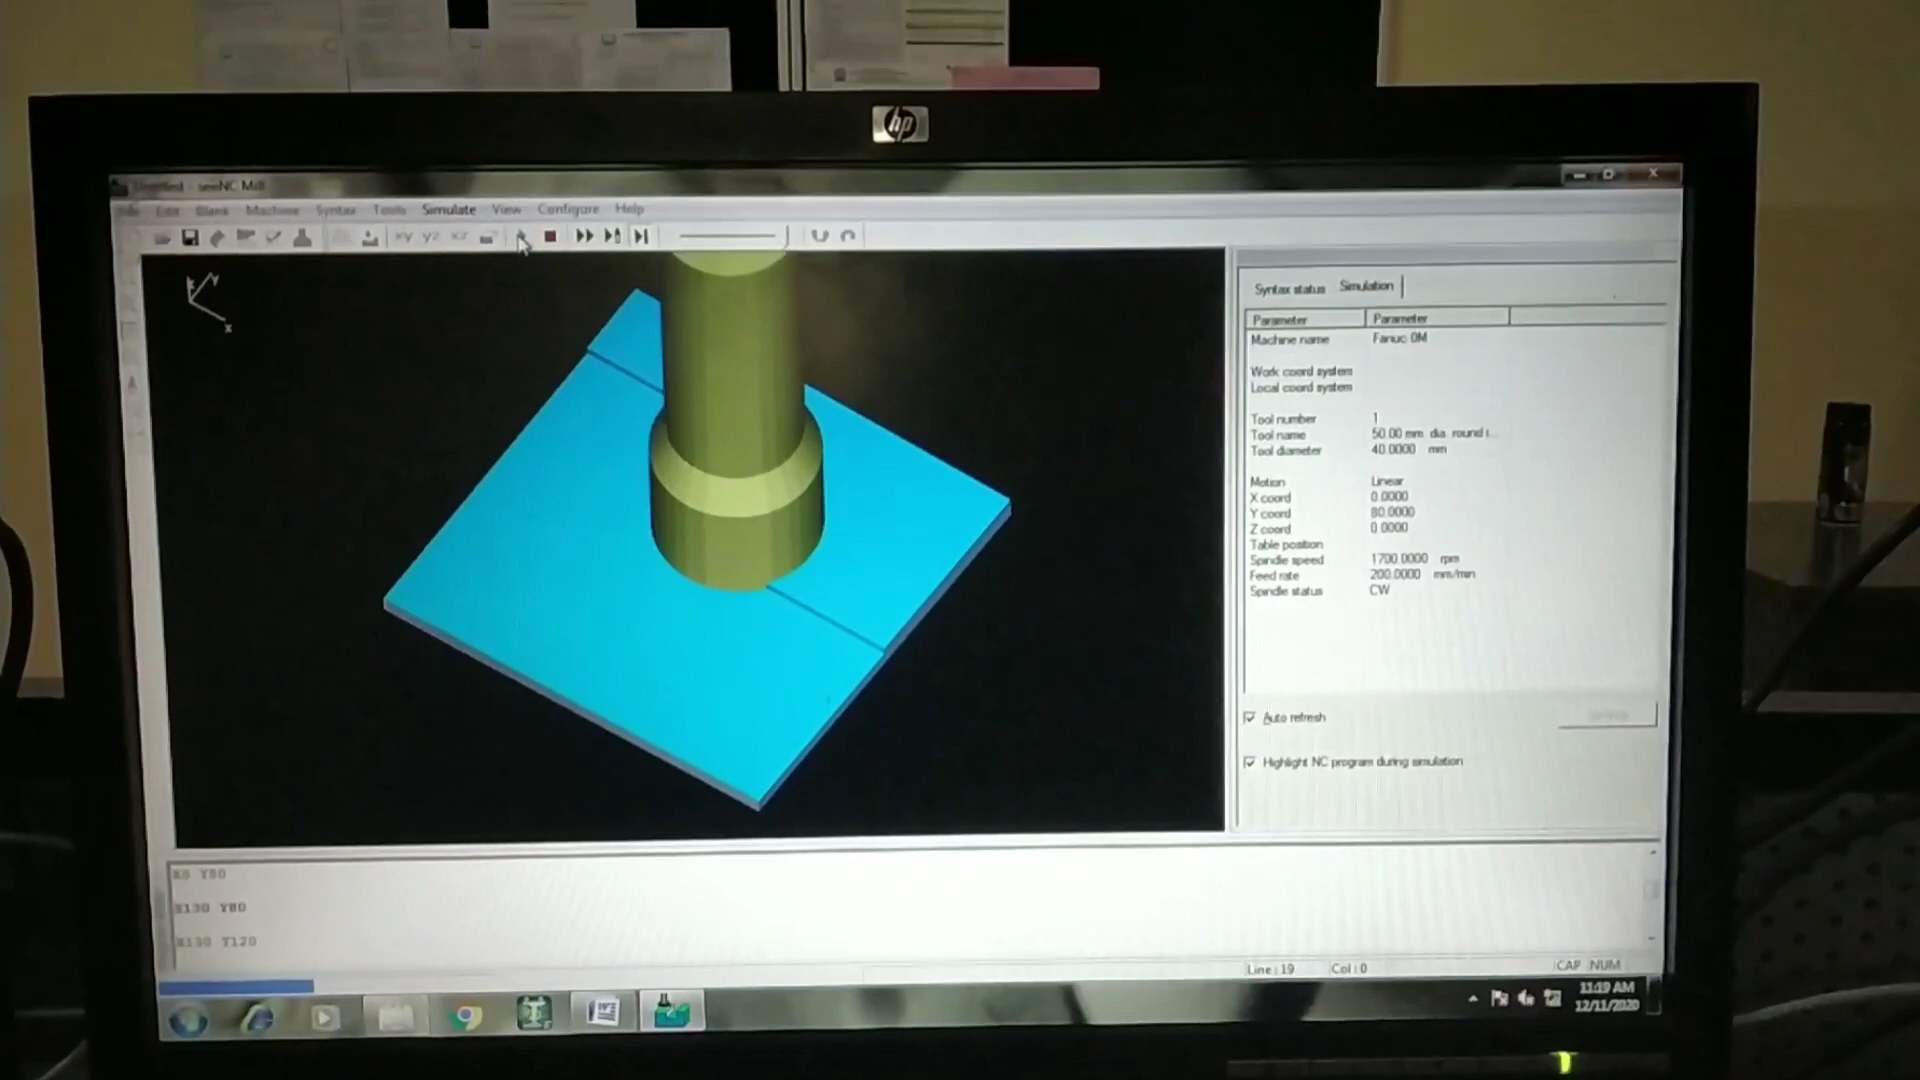 hp
Untitled - seeNC Mill
File Edit Blank Machine Syntax Tools Simulate View Configure Help
xy yz xz
Y
x
Syntax status Simulation
Parameter Parameter
Machine name Fanuc 0M
Work coord system
Local coord system
Tool number 1
Tool name 50.00 mm dia round i...
Tool diameter 40.0000 mm
Motion Linear
X coord 0.0000
Y coord 80.0000
Z coord 0.0000
Table position
Spindle speed 1700.0000 rpm
Feed rate 200.0000 mm/min
Spindle status CW
Auto refresh
Highlight NC program during simulation
X0 Y80
X130 Y80
X130 Y120
Line : 19 Col : 0 CAP NUM
11:19 AM
12/11/2020